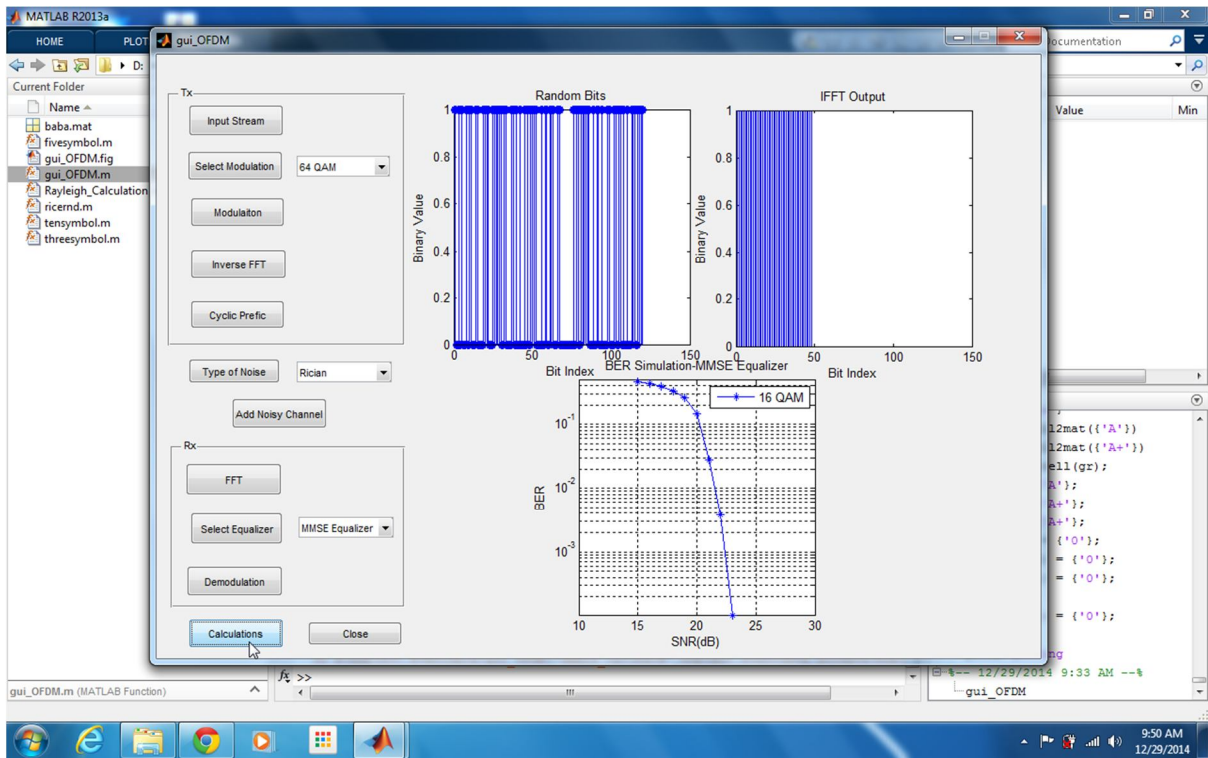 MATLAB R2013a
HOME
PLOT
ocumentation
D:
Current Folder
Name
baba.mat
fivesymbol.m
gui_OFDM.fig
gui_OFDM.m
Rayleigh_Calculation
ricernd.m
tensymbol.m
threesymbol.m
gui_OFDM.m (MATLAB Function)
gui_OFDM
Tx
Input Stream
Select Modulation
64 QAM
Modulaiton
Inverse FFT
Cyclic Prefic
Type of Noise
Rician
Add Noisy Channel
Rx
FFT
Select Equalizer
MMSE Equalizer
Demodulation
Calculations
Close
Random Bits
Binary Value
1
0.8
0.6
0.4
0.2
0
0 50 100 150
Bit Index
IFFT Output
Binary Value
1
0.8
0.6
0.4
0.2
0
0 50 100 150
Bit Index
BER Simulation-MMSE Equalizer
16 QAM
BER
10-1
10-2
10-3
10 15 20 25 30
SNR(dB)
fx >>
Value
Min
l2mat({'A'})
l2mat({'A+'})
ell(gr);
A'};
A+'};
A+'};
{'O'};
= {'O'};
= {'O'};
= {'O'};
ng
%-- 12/29/2014 9:33 AM --%
gui_OFDM
9:50 AM
12/29/2014